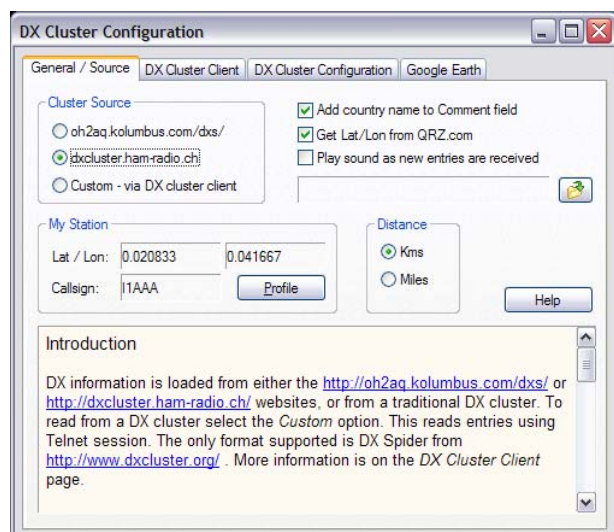 DX Cluster Configuration
General / Source DX Cluster Client DX Cluster Configuration Google Earth
Cluster Source
oh2aq.kolumbus.com/dxs/
dxcluster.ham-radio.ch
Custom - via DX cluster client
Add country name to Comment field
Get Lat/Lon from QRZ.com
Play sound as new entries are received
My Station
Lat / Lon: 0.020833 0.041667
Callsign: I1AAA Profile
Distance
Kms
Miles
Help
Introduction
DX information is loaded from either the http://oh2aq.kolumbus.com/dxs/ or
http://dxcluster.ham-radio.ch/ websites, or from a traditional DX cluster. To
read from a DX cluster select the Custom option. This reads entries using
Telnet session. The only format supported is DX Spider from
http://www.dxcluster.org/ . More information is on the DX Cluster Client
page.